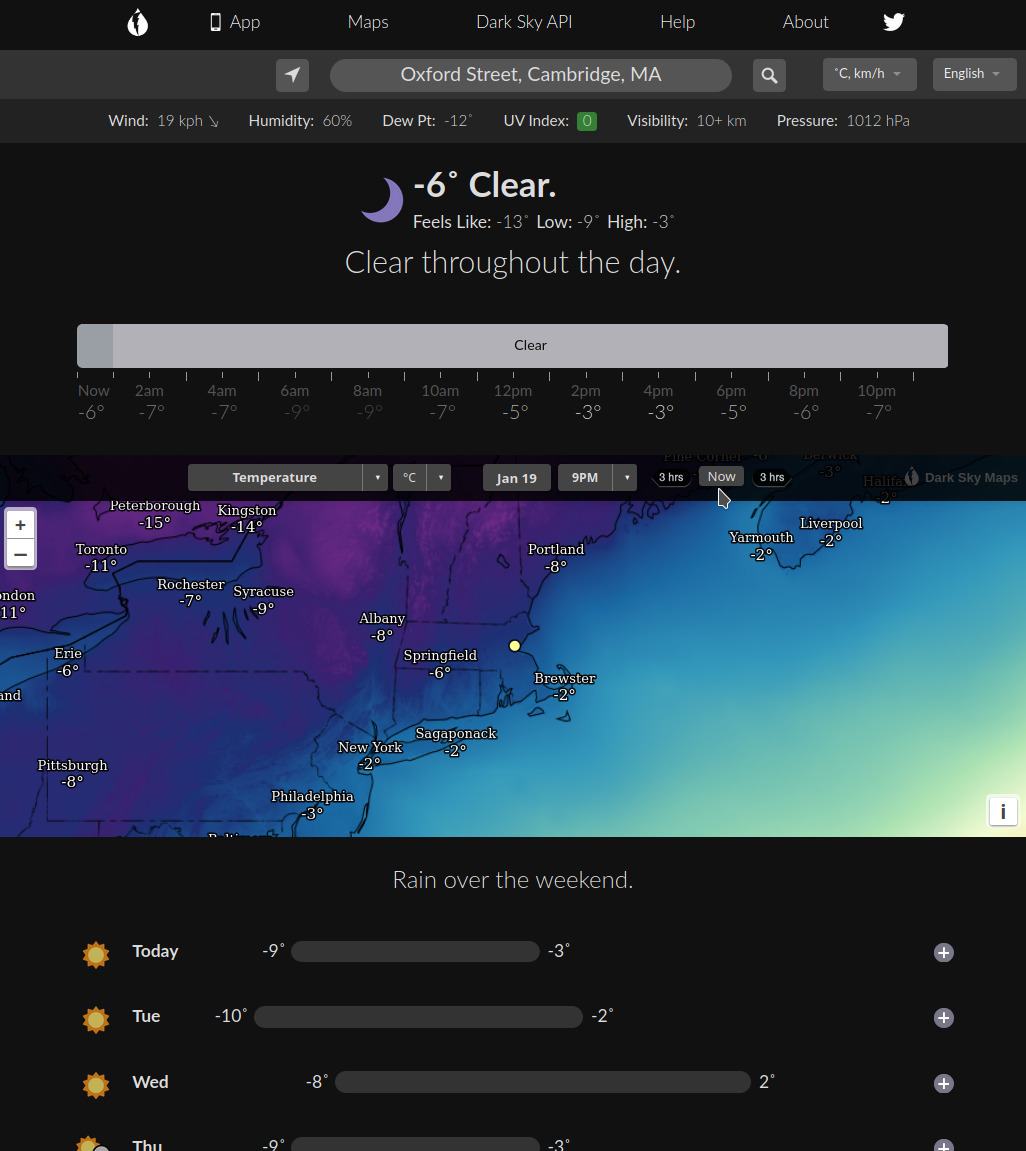 App Maps Dark Sky API Help About
Oxford Street, Cambridge, MA °C, km/h English
Wind: 19 kph Humidity: 60% Dew Pt: -12° UV Index: 0 Visibility: 10+ km Pressure: 1012 hPa
-6° Clear.
Feels Like: -13° Low: -9° High: -3°
Clear throughout the day.
Clear
Now 2am 4am 6am 8am 10am 12pm 2pm 4pm 6pm 8pm 10pm
-6° -7° -7° -9° -9° -7° -5° -3° -3° -5° -6° -7°
Temperature °C Jan 19 9PM 3 hrs Now 3 hrs Dark Sky Maps
Pine Corner -6 Berwick
-3°
Halifa
-2°
+
−
Peterborough
-15°
Kingston
-14°
Toronto
-11°
Rochester
-7°
Syracuse
-9°
ondon
11°
Portland
-8°
Yarmouth
-2°
Liverpool
-2°
Albany
-8°
Springfield
-6°
Erie
-6°
and
Brewster
-2°
Sagaponack
-2°
New York
-2°
Pittsburgh
-8°
Philadelphia
-3°
i
Rain over the weekend.
Today -9° -3°
Tue -10° -2°
Wed -8° 2°
Thu -9° -3°